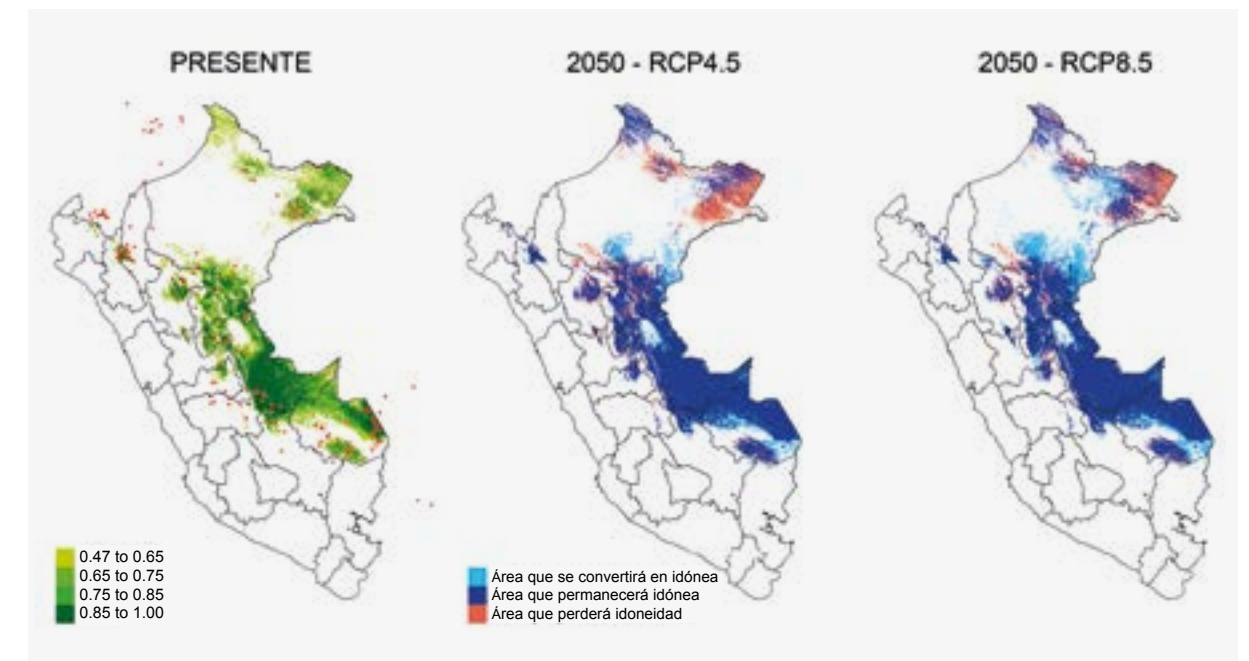 PRESENTE
2050 - RCP4.5
2050 - RCP8.5
0.47 to 0.65
0.65 to 0.75
0.75 to 0.85
0.85 to 1.00
Área que se convertirá en idónea
Área que permanecerá idónea
Área que perderá idoneidad